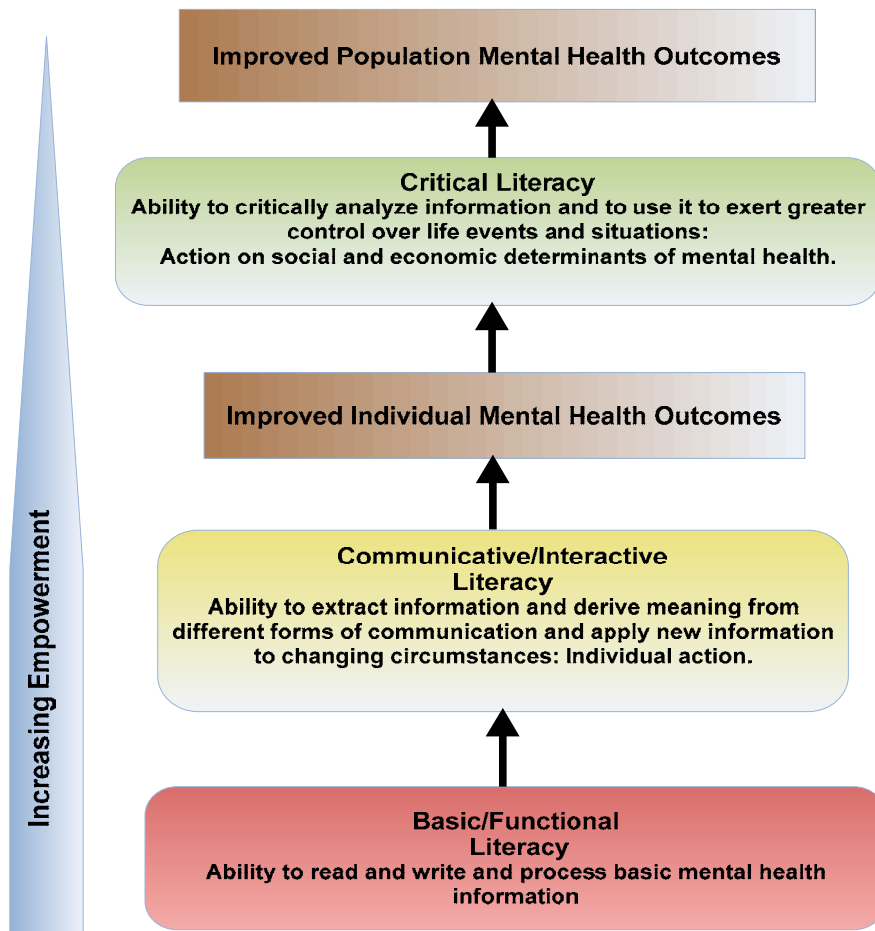 Improved Population Mental Health Outcomes
Critical Literacy
Ability to critically analyze information and to use it to exert greater
control over life events and situations:
Action on social and economic determinants of mental health.
Improved Individual Mental Health Outcomes
Communicative/Interactive
Literacy
Ability to extract information and derive meaning from
different forms of communication and apply new information
to changing circumstances: Individual action.
Basic/Functional
Literacy
Ability to read and write and process basic mental health
information
Increasing Empowerment